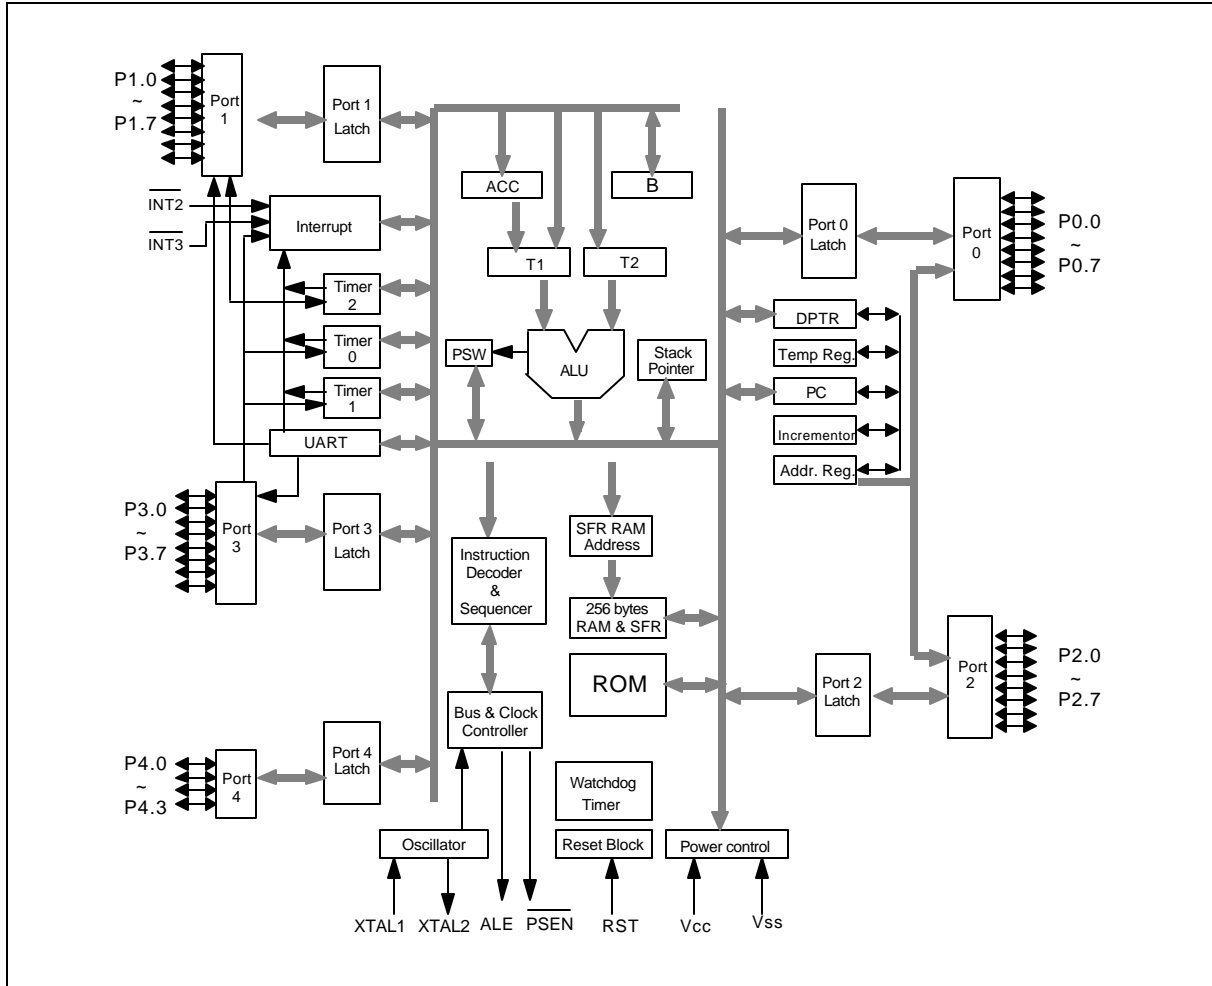 P1.0
~
P1.7
Port
1
Port 1
Latch
INT2
INT3
Interrupt
Timer
2
Timer
0
Timer
1
UART
P3.0
~
P3.7
Port
3
Port 3
Latch
P4.0
~
P4.3
Port
4
Port 4
Latch
ACC
B
T1
T2
PSW
ALU
Stack
Pointer
Instruction
Decoder
&
Sequencer
SFR RAM
Address
256 bytes
RAM & SFR
ROM
Bus & Clock
Controller
Watchdog
Timer
Oscillator
Reset Block
Power control
XTAL1
XTAL2
ALE
PSEN
RST
Vcc
Vss
Port 0
Latch
Port
0
P0.0
~
P0.7
DPTR
Temp Reg.
PC
Incrementor
Addr. Reg.
Port 2
Latch
Port
2
P2.0
~
P2.7